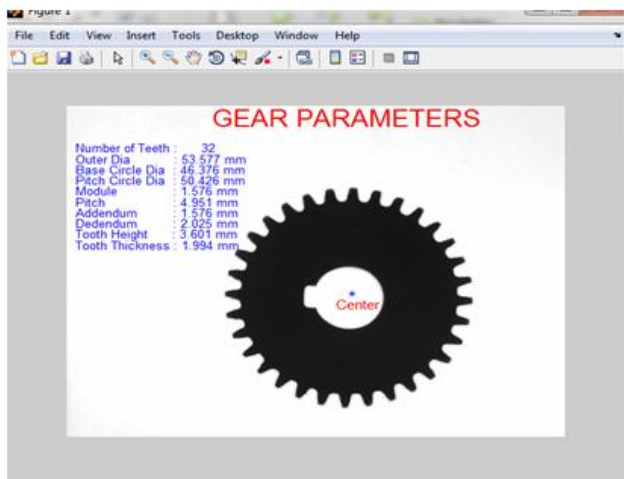 Figure 1
File Edit View Insert Tools Desktop Window Help
GEAR PARAMETERS
Number of Teeth : 32
Outer Dia : 53.577 mm
Base Circle Dia : 46.376 mm
Pitch Circle Dia : 50.426 mm
Module : 1.576 mm
Pitch : 4.951 mm
Addendum : 1.576 mm
Dedendum : 2.025 mm
Tooth Height : 3.601 mm
Tooth Thickness : 1.994 mm
Center